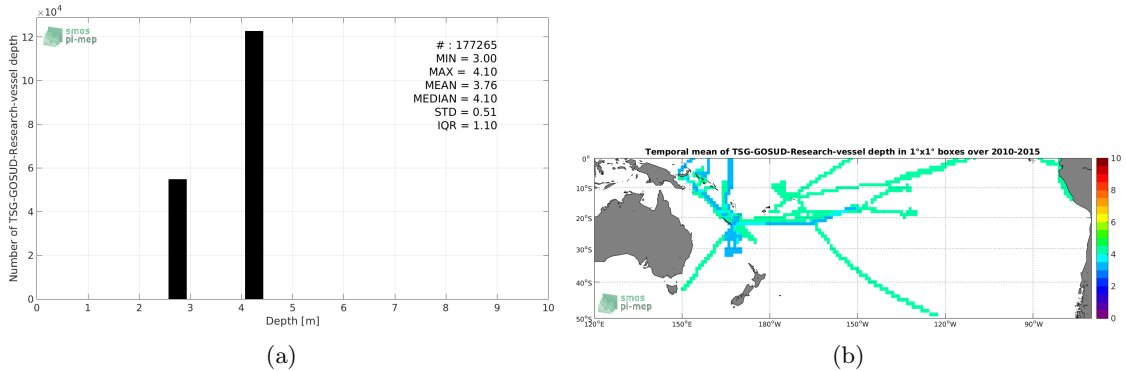 ×10⁴
smos
pi-mep
12
10
8
6
4
2
0
Number of TSG-GOSUD-Research-vessel depth
# : 177265
MIN = 3.00
MAX = 4.10
MEAN = 3.76
MEDIAN = 4.10
STD = 0.51
IQR = 1.10
0 1 2 3 4 5 6 7 8 9 10
Depth [m]
(a)
Temporal mean of TSG-GOSUD-Research-vessel depth in 1°x1° boxes over 2010-2015
0°
10°S
20°S
30°S
40°S
50°S
smos
pi-mep
120°E 150°E 180°W 150°W 120°W 90°W
10
8
6
4
2
0
(b)